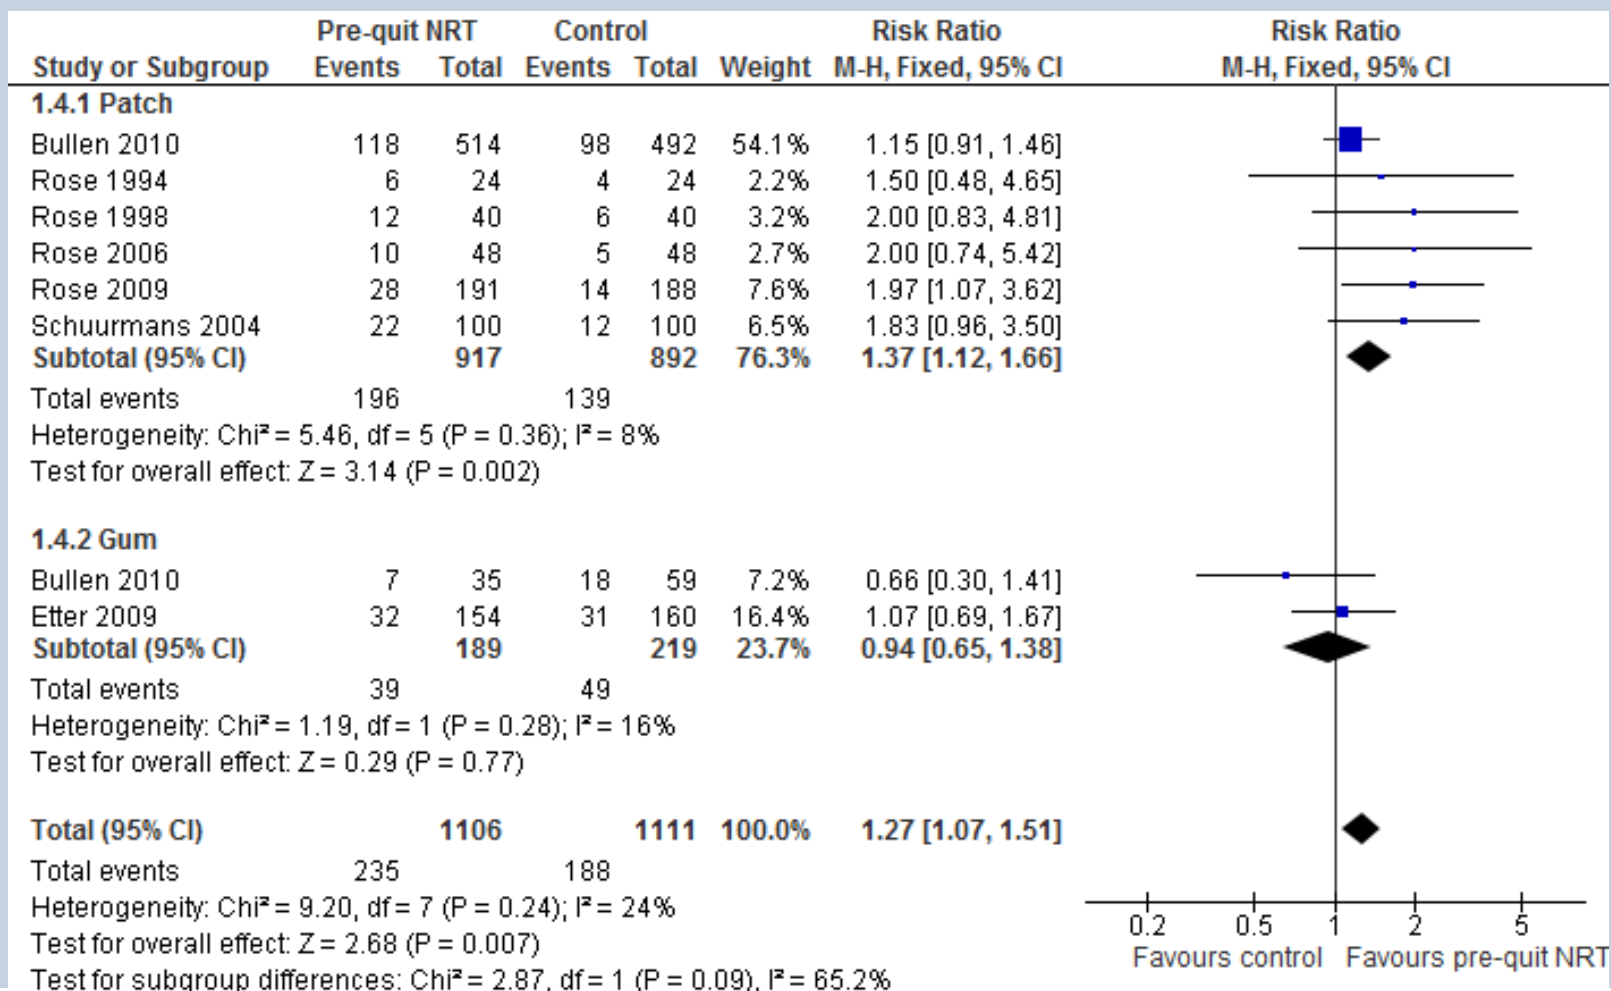 Pre-quit NRT Control Risk Ratio Risk Ratio
Study or Subgroup Events Total Events Total Weight M-H, Fixed, 95% CI M-H, Fixed, 95% CI
1.4.1 Patch
Bullen 2010 118 514 98 492 54.1% 1.15 [0.91, 1.46]
Rose 1994 6 24 4 24 2.2% 1.50 [0.48, 4.65]
Rose 1998 12 40 6 40 3.2% 2.00 [0.83, 4.81]
Rose 2006 10 48 5 48 2.7% 2.00 [0.74, 5.42]
Rose 2009 28 191 14 188 7.6% 1.97 [1.07, 3.62]
Schuurmans 2004 22 100 12 100 6.5% 1.83 [0.96, 3.50]
Subtotal (95% CI) 917 892 76.3% 1.37 [1.12, 1.66]
Total events 196 139
Heterogeneity: Chi² = 5.46, df = 5 (P = 0.36); I² = 8%
Test for overall effect: Z = 3.14 (P = 0.002)
1.4.2 Gum
Bullen 2010 7 35 18 59 7.2% 0.66 [0.30, 1.41]
Etter 2009 32 154 31 160 16.4% 1.07 [0.69, 1.67]
Subtotal (95% CI) 189 219 23.7% 0.94 [0.65, 1.38]
Total events 39 49
Heterogeneity: Chi² = 1.19, df = 1 (P = 0.28); I² = 16%
Test for overall effect: Z = 0.29 (P = 0.77)
Total (95% CI) 1106 1111 100.0% 1.27 [1.07, 1.51]
Total events 235 188
Heterogeneity: Chi² = 9.20, df = 7 (P = 0.24); I² = 24%
Test for overall effect: Z = 2.68 (P = 0.007)
Test for subgroup differences: Chi² = 2.87, df = 1 (P = 0.09), I² = 65.2%
0.2 0.5 1 2 5
Favours control Favours pre-quit NRT